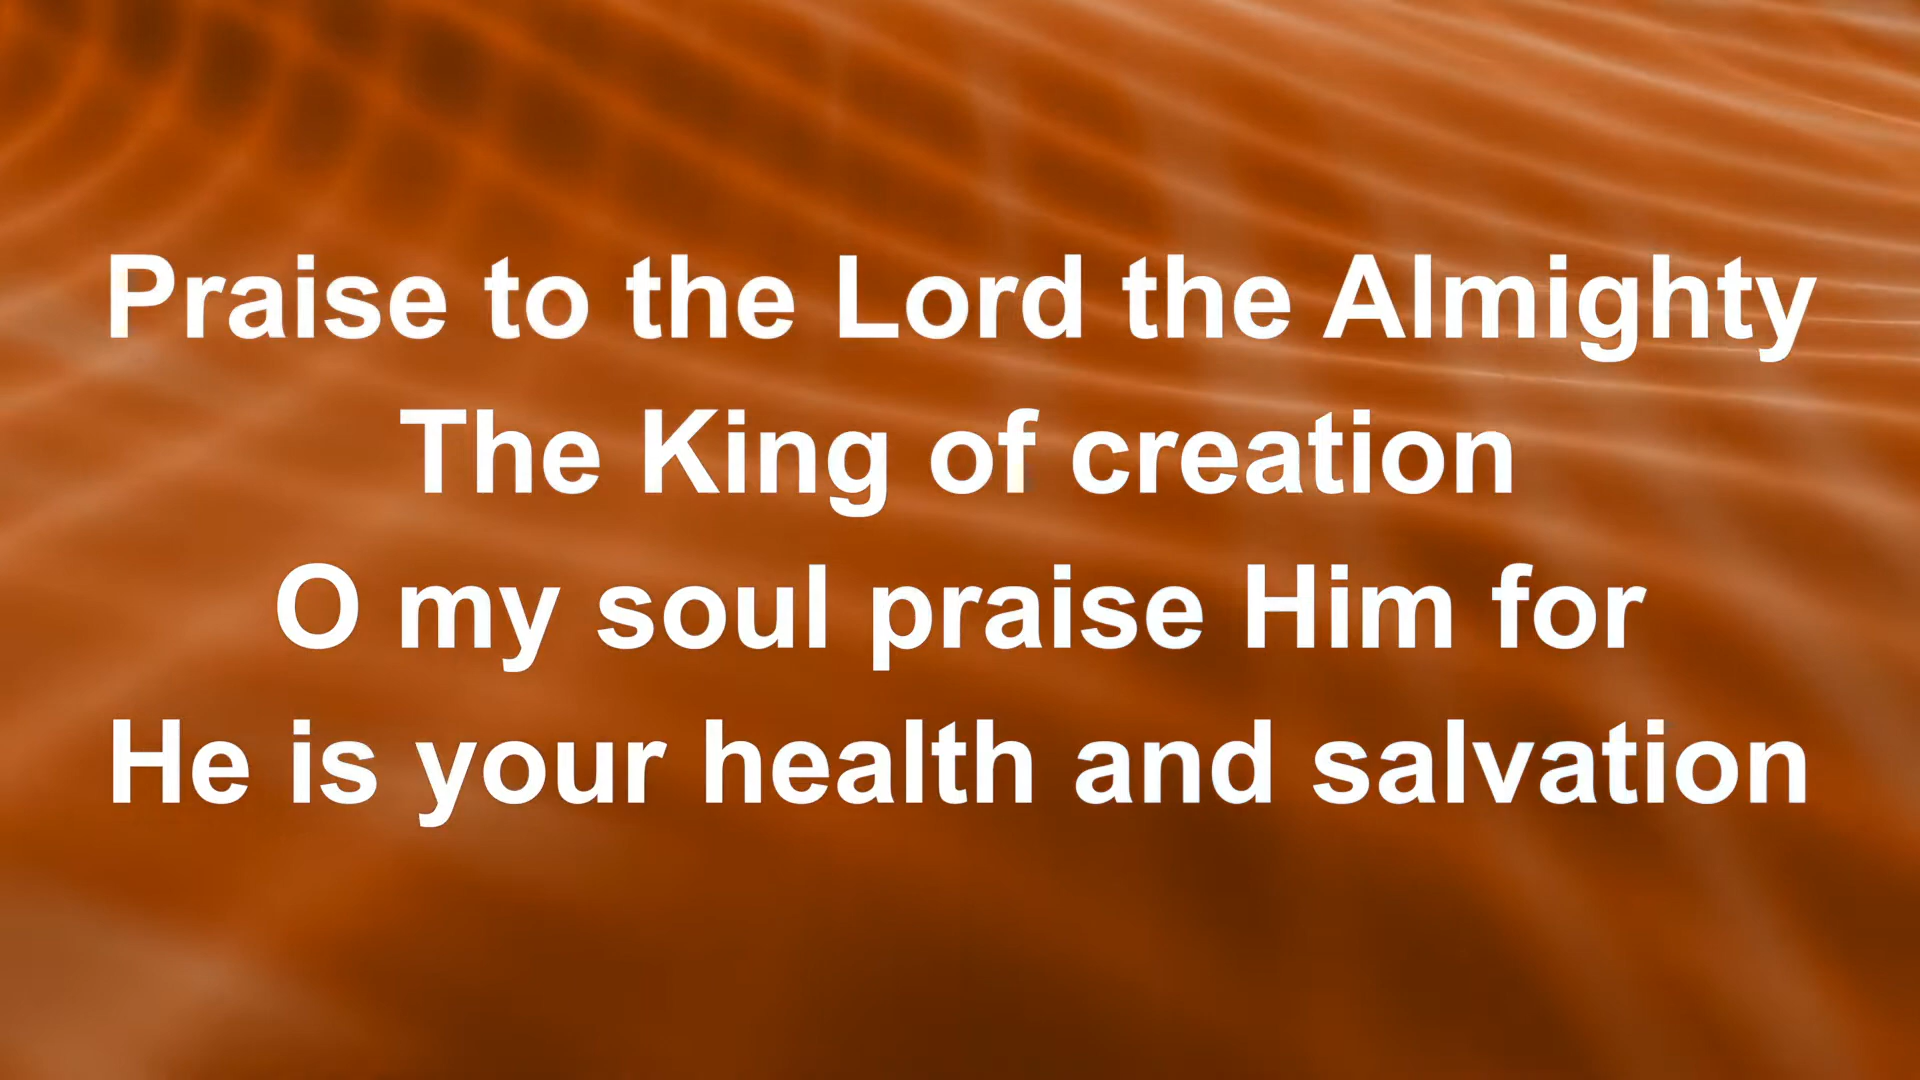 Praise to the Lord the Almighty
The King of creation
O my soul praise Him for
He is your health and salvation